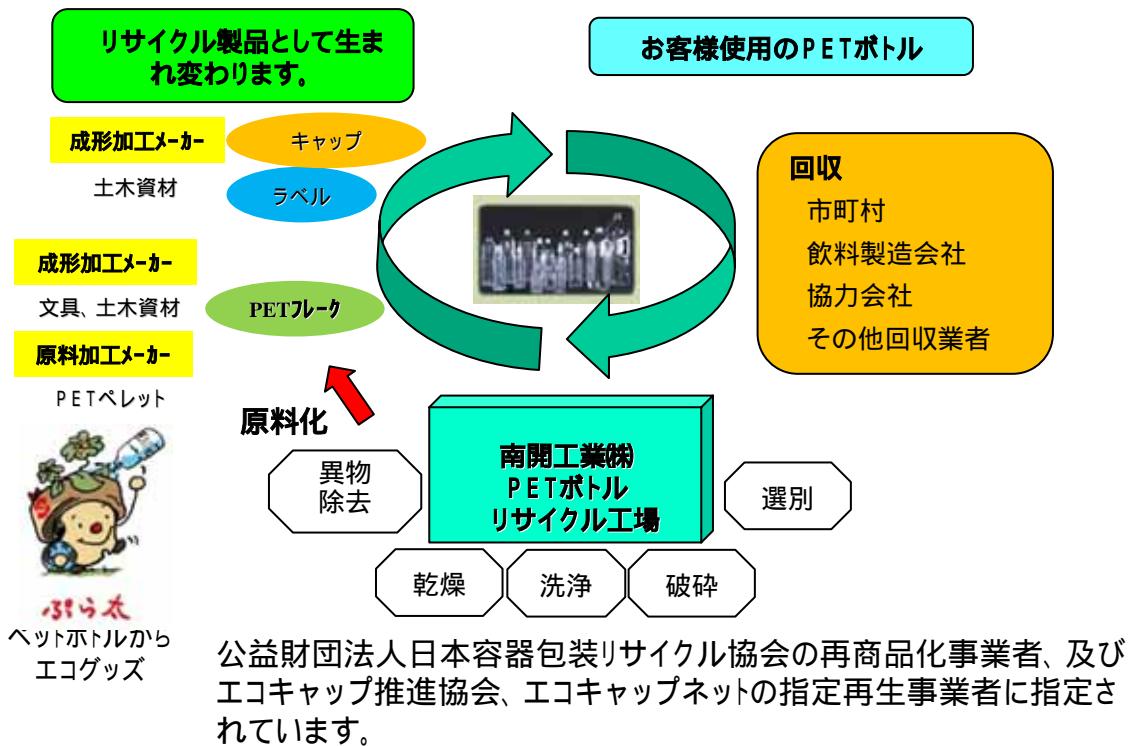 リサイクル製品として生ま
れ変わります。
お客様使用のPETボトル
成形加工メーカー
キャップ
土木資材
ラベル
回収
市町村
飲料製造会社
協力会社
その他回収業者
成形加工メーカー
文具、土木資材
PETフレーク
原料加工メーカー
PETペレット
原料化
南開工業㈱
PETボトル
リサイクル工場
異物
除去
選別
乾燥
洗浄
破砕
ぷら太
ペットボトルから
エコグッズ
公益財団法人日本容器包装リサイクル協会の再商品化事業者、及び
エコキャップ推進協会、エコキャップネットの指定再生事業者に指定さ
れています。